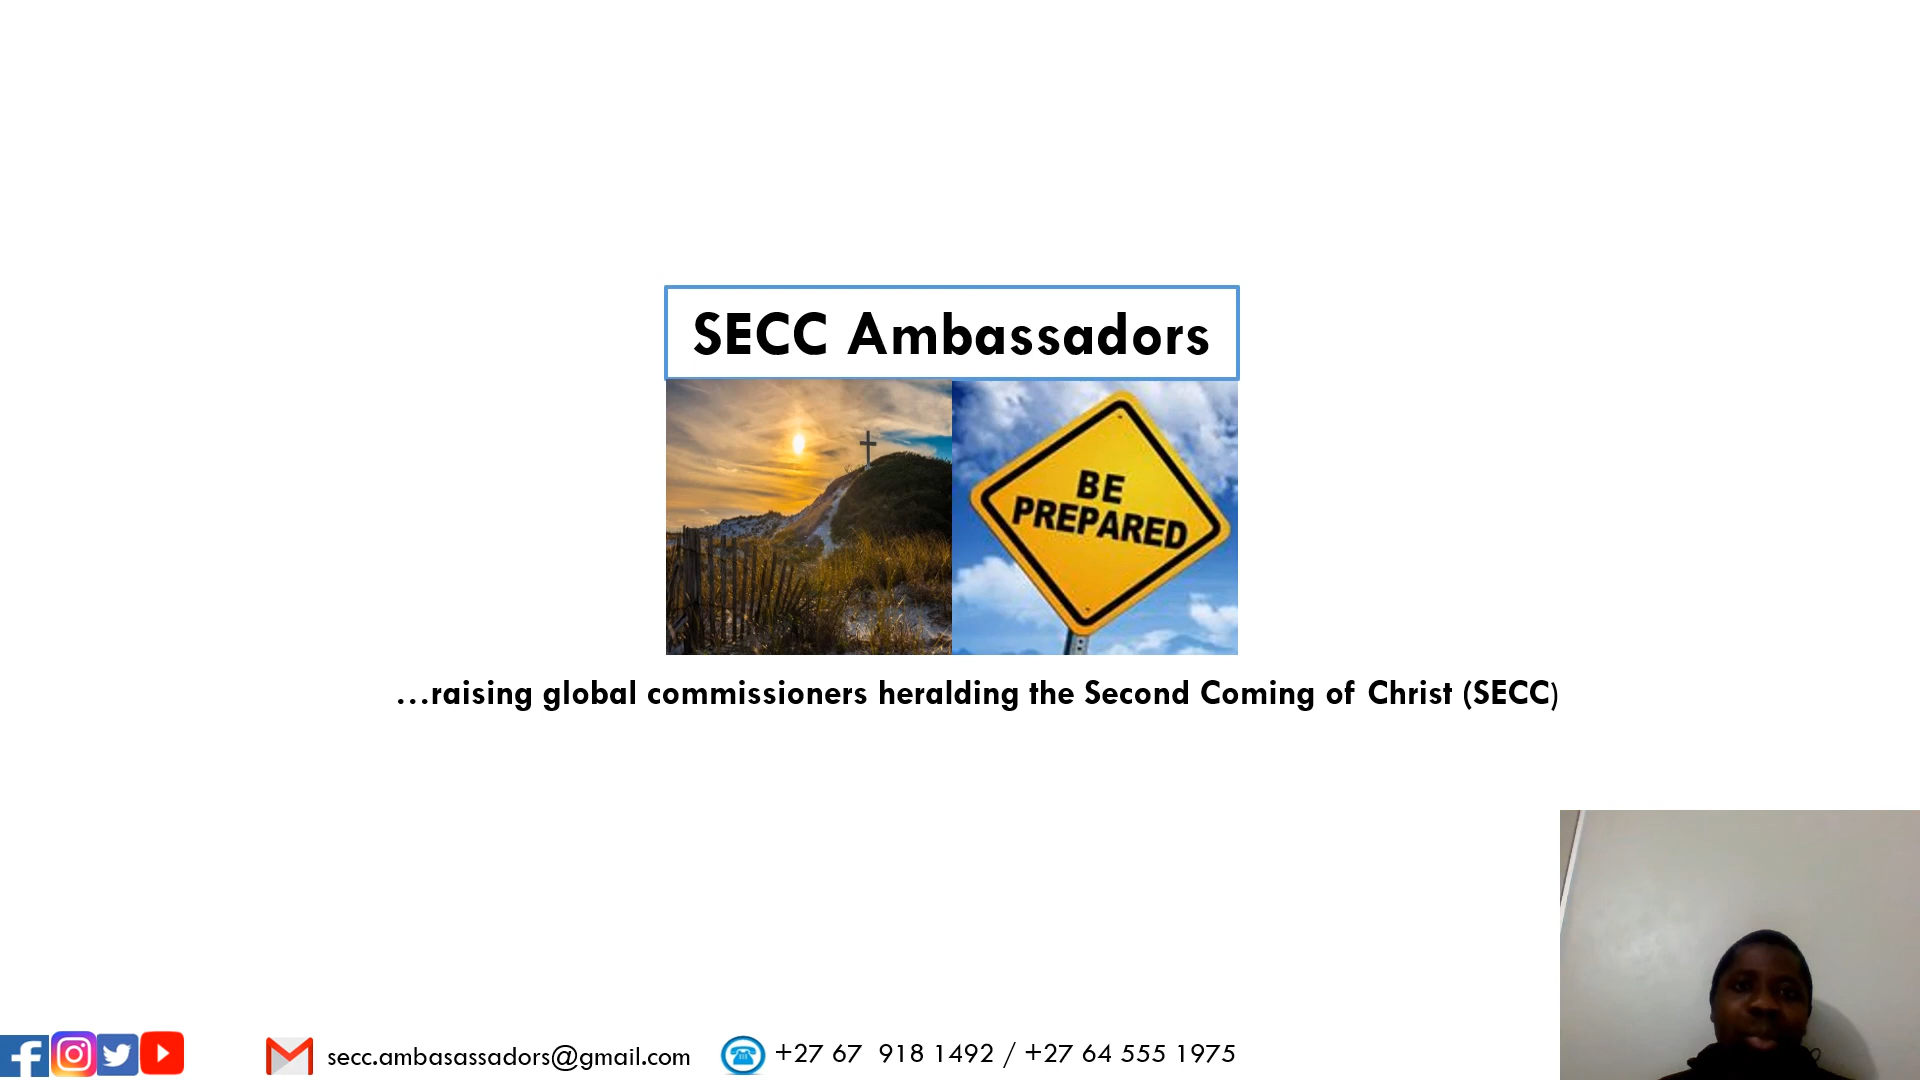 SECC Ambassadors
BE
PREPARED
...raising global commissioners heralding the Second Coming of Christ (SECC)
secc.ambasassadors@gmail.com
+27 67 918 1492 / +27 64 555 1975